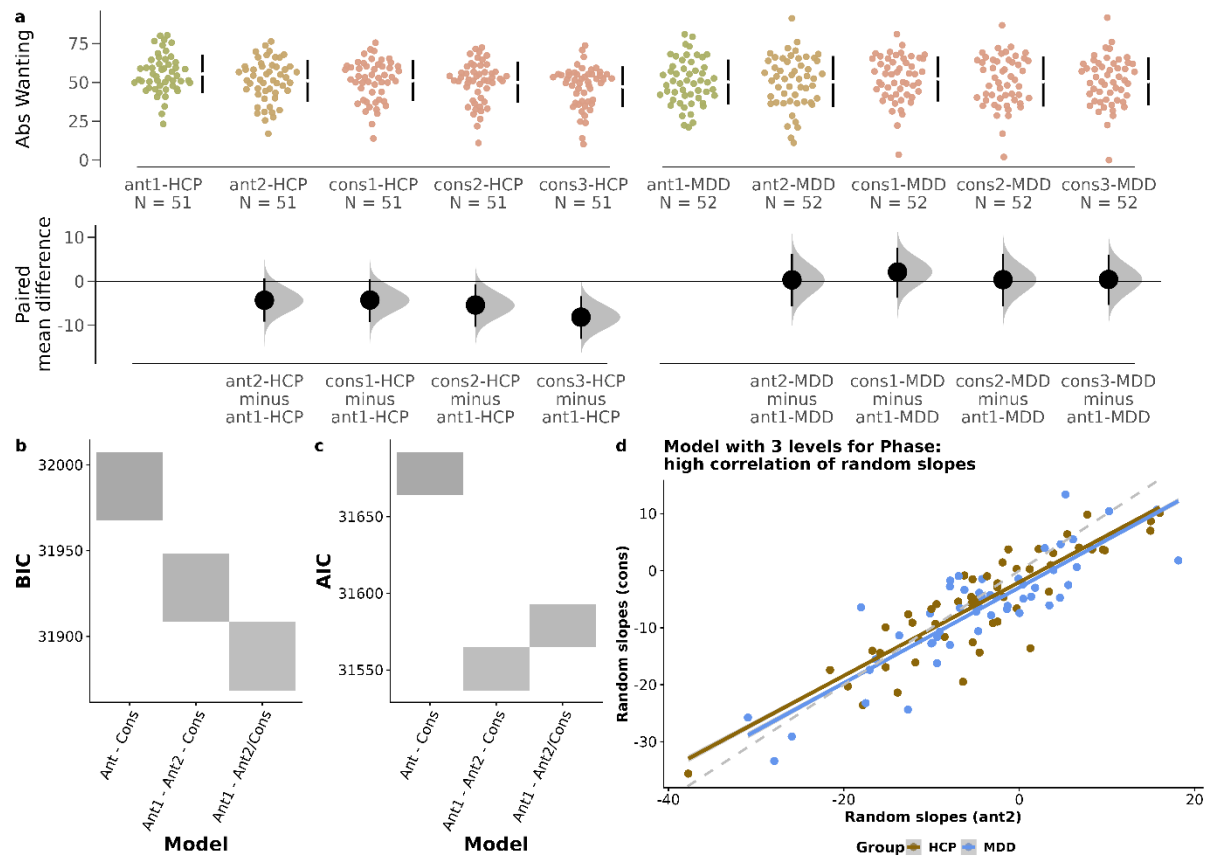 a
Abs Wanting
75
50
25
0
ant1-HCP ant2-HCP cons1-HCP cons2-HCP cons3-HCP ant1-MDD ant2-MDD cons1-MDD cons2-MDD cons3-MDD
N = 51 N = 51 N = 51 N = 51 N = 51 N = 52 N = 52 N = 52 N = 52 N = 52
Paired
mean difference
10
0
-10
ant2-HCP cons1-HCP cons2-HCP cons3-HCP ant2-MDD cons1-MDD cons2-MDD cons3-MDD
minus minus minus minus minus minus minus minus
ant1-HCP ant1-HCP ant1-HCP ant1-HCP ant1-MDD ant1-MDD ant1-MDD ant1-MDD
b
BIC
32000
31950
31900
Ant - Cons
Ant1 - Ant2 - Cons
Ant1 - Ant2/Cons
Model
c
AIC
31650
31600
31550
Ant - Cons
Ant1 - Ant2 - Cons
Ant1 - Ant2/Cons
Model
d
Model with 3 levels for Phase:
high correlation of random slopes
Random slopes (cons)
10
0
-10
-20
-30
-40 -20 0 20
Random slopes (ant2)
Group HCP MDD